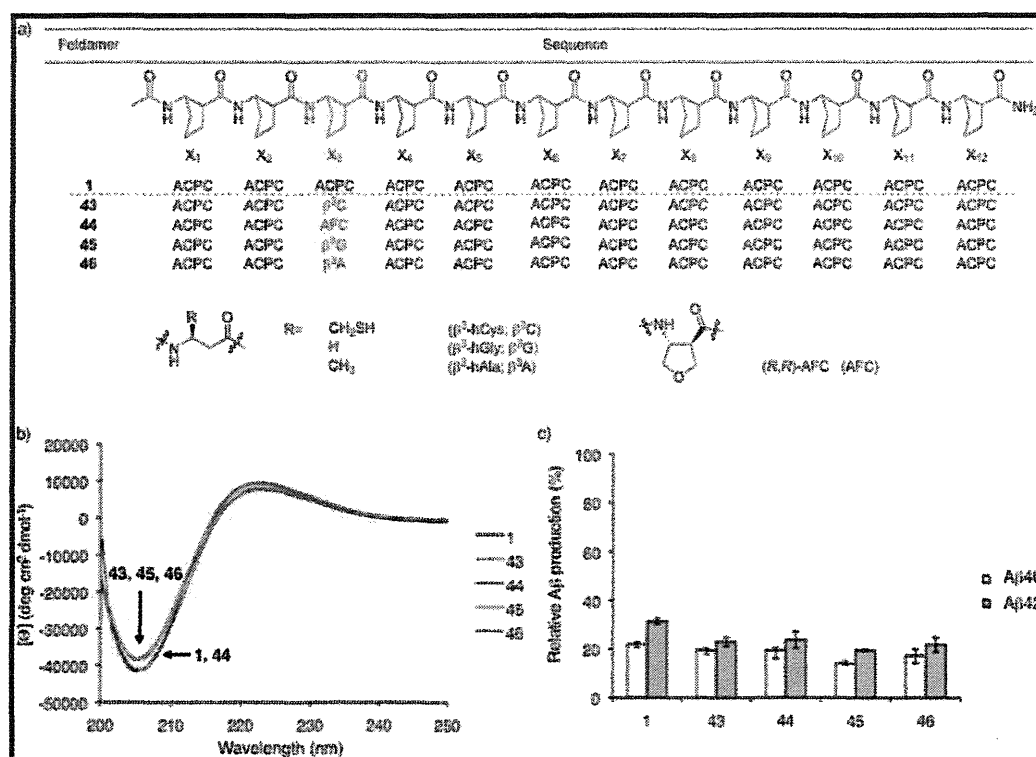 a)
Foldamer Sequence
O O O O O O O O O O O O O
N H N H N H N H N H N H N H N H N H N H N H N H NH2
X1 X2 X3 X4 X5 X6 X7 X8 X9 X10 X11 X12
1 ACPC ACPC ACPC ACPC ACPC ACPC ACPC ACPC ACPC ACPC ACPC ACPC
43 ACPC ACPC β³C ACPC ACPC ACPC ACPC ACPC ACPC ACPC ACPC ACPC
44 ACPC ACPC AFC ACPC ACPC ACPC ACPC ACPC ACPC ACPC ACPC ACPC
45 ACPC ACPC β³G ACPC ACPC ACPC ACPC ACPC ACPC ACPC ACPC ACPC
46 ACPC ACPC β³A ACPC ACPC ACPC ACPC ACPC ACPC ACPC ACPC ACPC
R O N H
R= CH2SH (β³-hCys; β³C)
H (β³-hGly; β³G)
CH3 (β³-hAla; β³A)
NH O O
(R,R)-AFC (AFC)
b)
[Θ] (deg cm² dmol⁻¹)
20000
10000
0
-10000
-20000
-30000
-40000
-50000
43, 45, 46
1, 44
1
43
44
45
46
200 210 220 230 240 250
Wavelength (nm)
c)
Relative Aβ production (%)
100
80
60
40
20
0
1 43 44 45 46
Aβ40
Aβ42